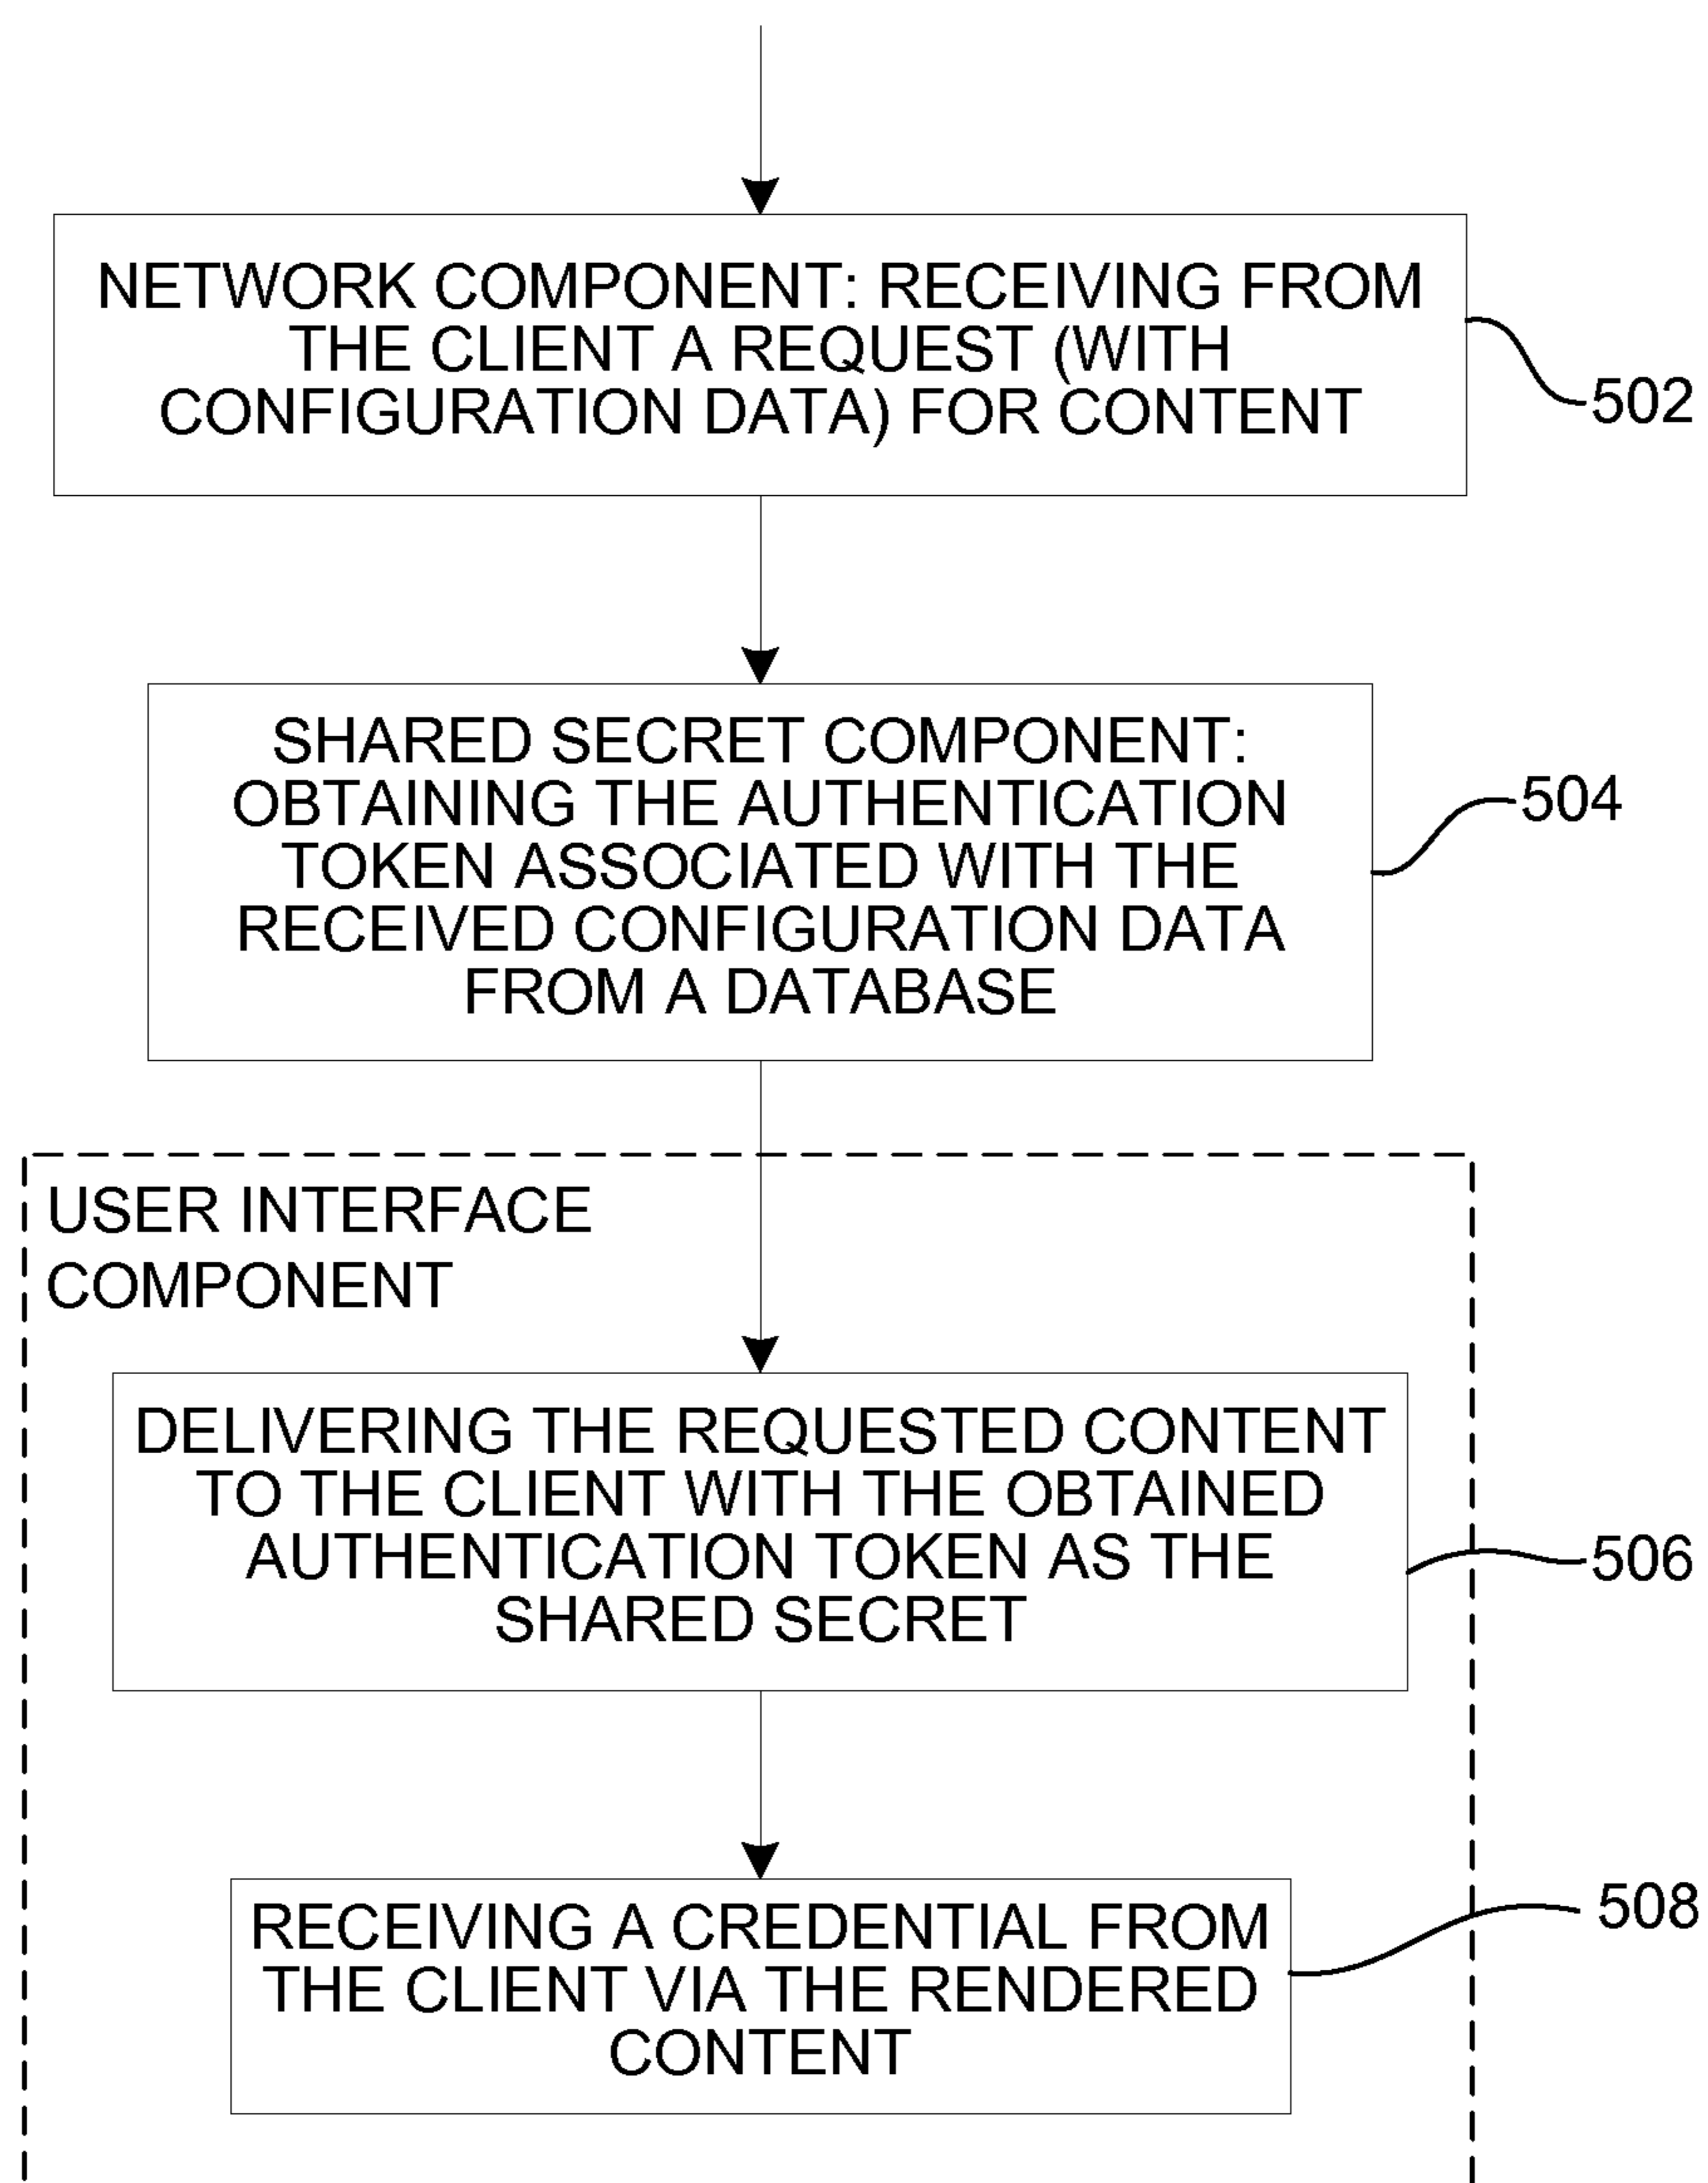 NETWORK COMPONENT: RECEIVING FROM
THE CLIENT A REQUEST (WITH
CONFIGURATION DATA) FOR CONTENT
502
SHARED SECRET COMPONENT:
OBTAINING THE AUTHENTICATION
TOKEN ASSOCIATED WITH THE
RECEIVED CONFIGURATION DATA
FROM A DATABASE
504
USER INTERFACE
COMPONENT
DELIVERING THE REQUESTED CONTENT
TO THE CLIENT WITH THE OBTAINED
AUTHENTICATION TOKEN AS THE
SHARED SECRET
506
RECEIVING A CREDENTIAL FROM
THE CLIENT VIA THE RENDERED
CONTENT
508